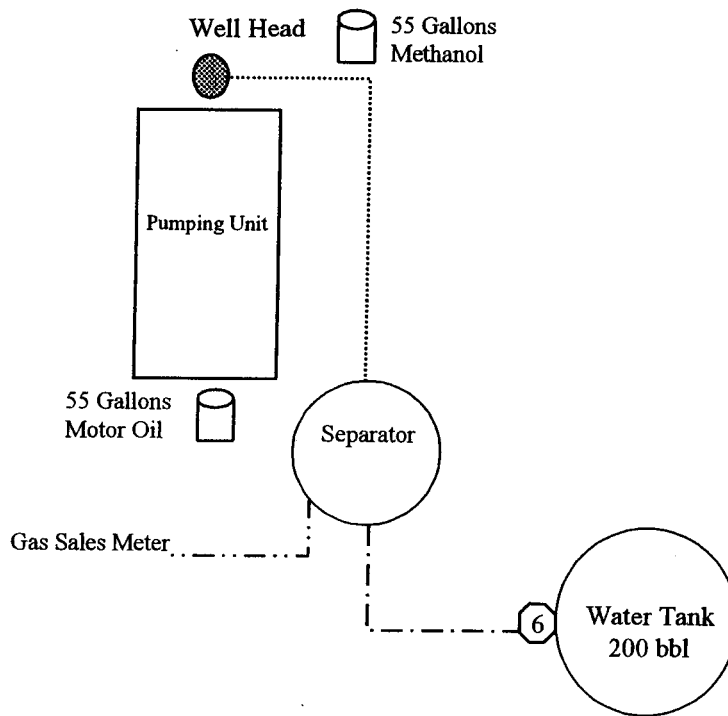 Well Head
55 Gallons
Methanol
Pumping Unit
55 Gallons
Motor Oil
Separator
Gas Sales Meter
6
Water Tank
200 bbl